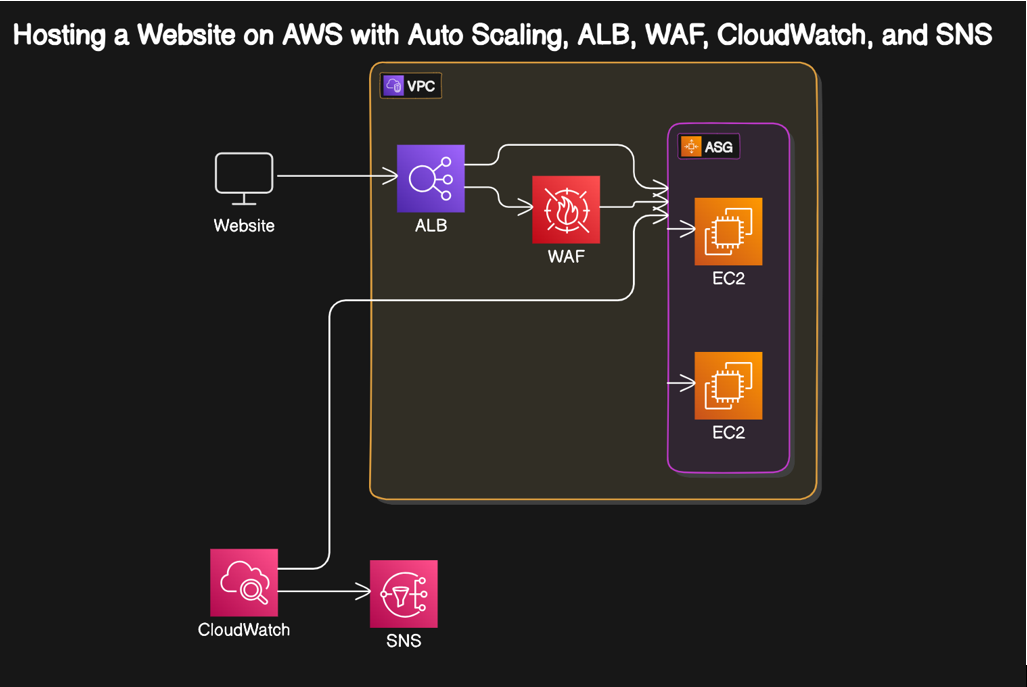 Hosting a Website on AWS with Auto Scaling, ALB, WAF, CloudWatch, and SNS
VPC
ASG
Website
ALB
WAF
EC2
EC2
CloudWatch
SNS